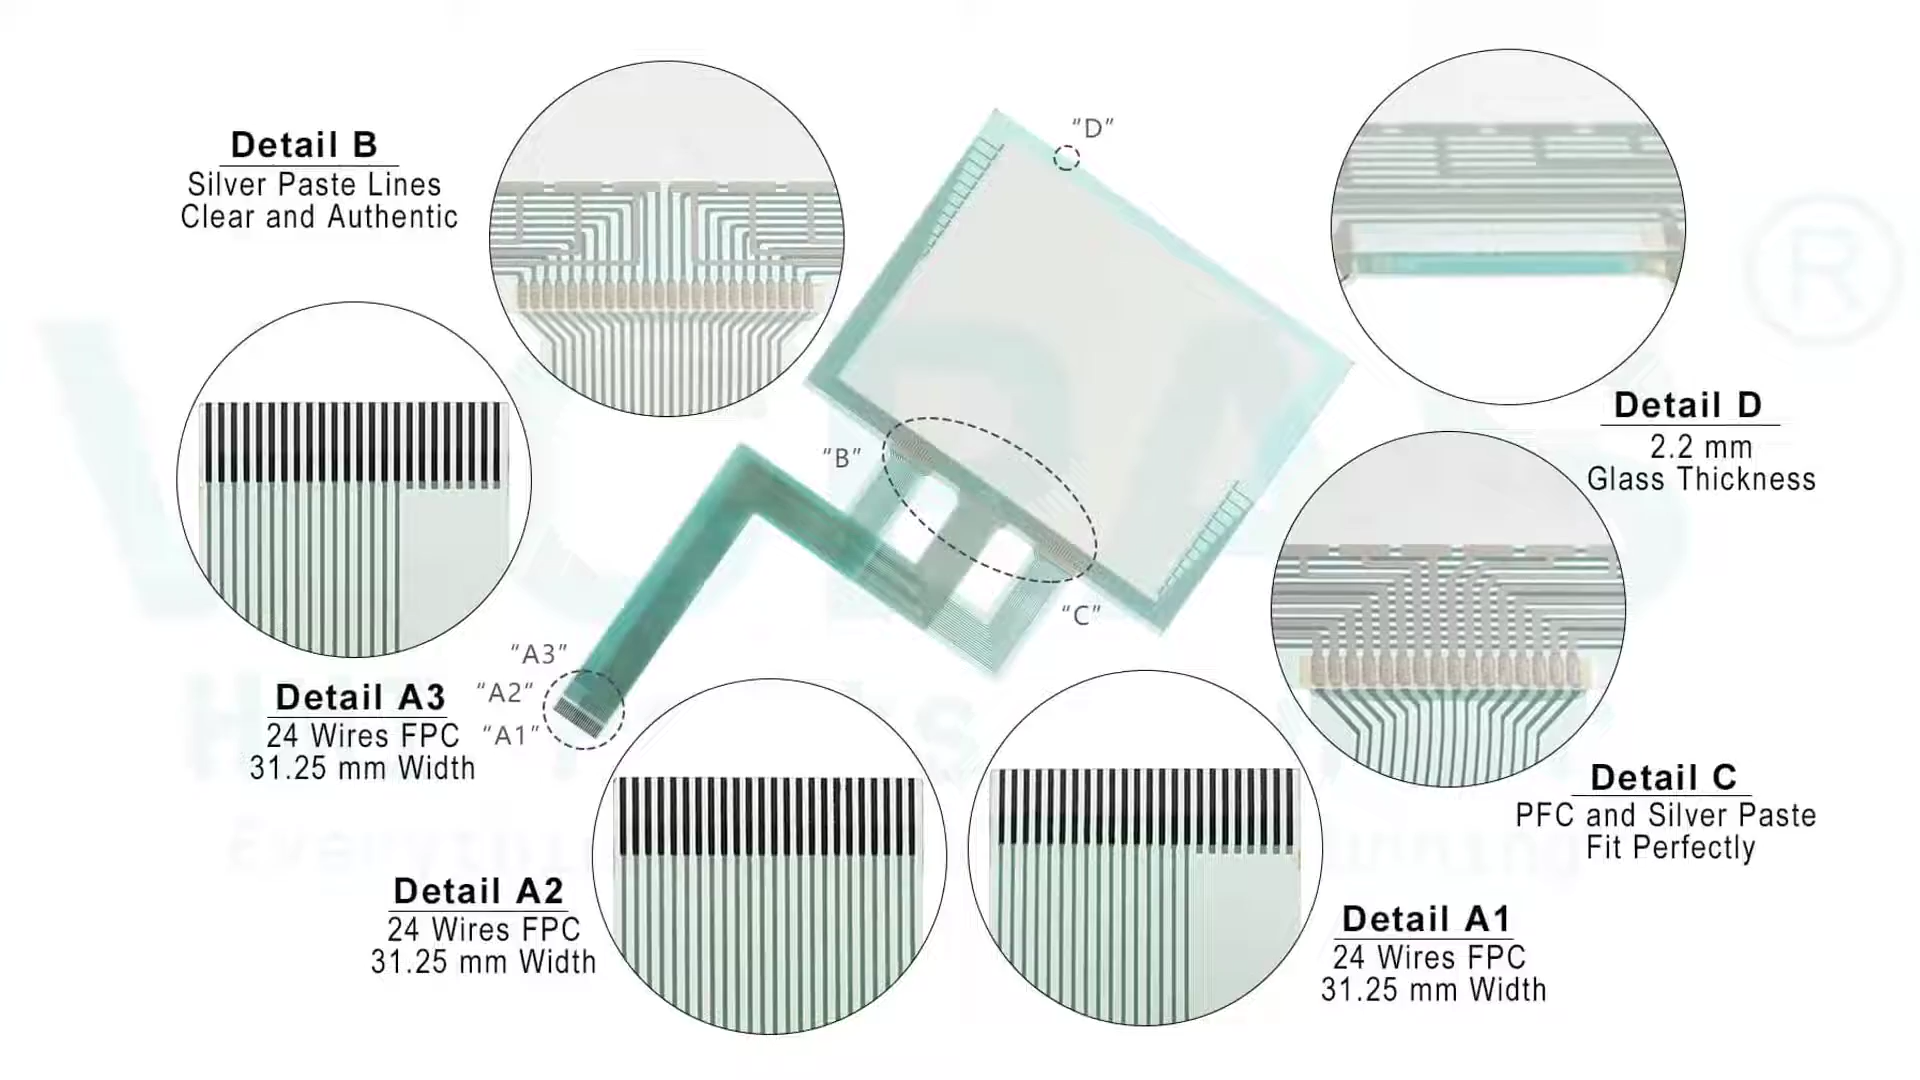 Detail B
Silver Paste Lines
Clear and Authentic
“D”
®
Detail D
2.2 mm
Glass Thickness
“B”
“C”
“A3”
“A2”
“A1”
Detail A3
24 Wires FPC
31.25 mm Width
Detail C
PFC and Silver Paste
Fit Perfectly
Detail A2
24 Wires FPC
31.25 mm Width
Detail A1
24 Wires FPC
31.25 mm Width